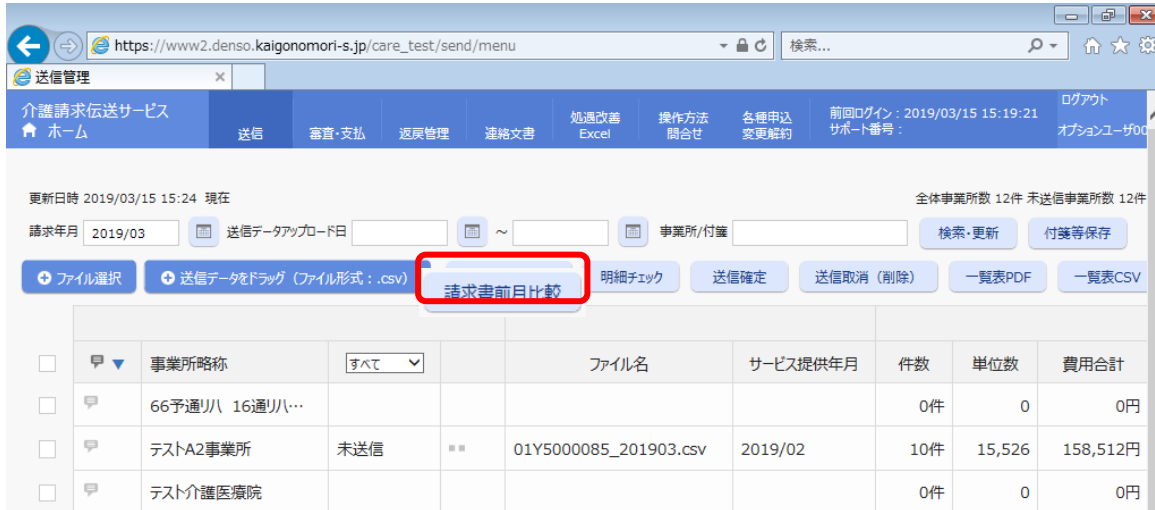 https://www2.denso.kaigonomori-s.jp/care_test/send/menu
検索...
送信管理
介護請求伝送サービス
ホーム
送信
審査･支払
返戻管理
連絡文書
処遇改善
Excel
操作方法
問合せ
各種申込
変更解約
前回ログイン：2019/03/15 15:19:21
サポート番号：
ログアウト
オプションユーザ00
更新日時 2019/03/15 15:24 現在
全体事業所数 12件 未送信事業所数 12件
請求年月 2019/03 送信データアップロード日 ～ 事業所/付箋 検索･更新 付箋等保存
ファイル選択 送信データをドラッグ（ファイル形式：.csv） 請求書前月比較 明細チェック 送信確定 送信取消（削除） 一覧表PDF 一覧表CSV
事業所略称 すべて ファイル名 サービス提供年月 件数 単位数 費用合計
66予通リハ 16通リハ… 0件 0 0円
テストA2事業所 未送信 01Y5000085_201903.csv 2019/02 10件 15,526 158,512円
テスト介護医療院 0件 0 0円